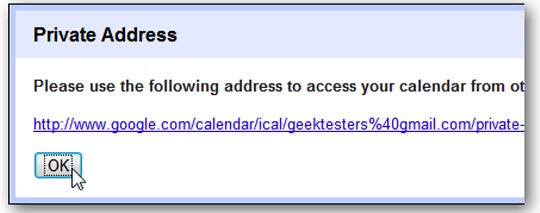 Private Address
Please use the following address to access your calendar from ot
http://www.google.com/calendar/ical/geektesters%40gmail.com/private-
OK